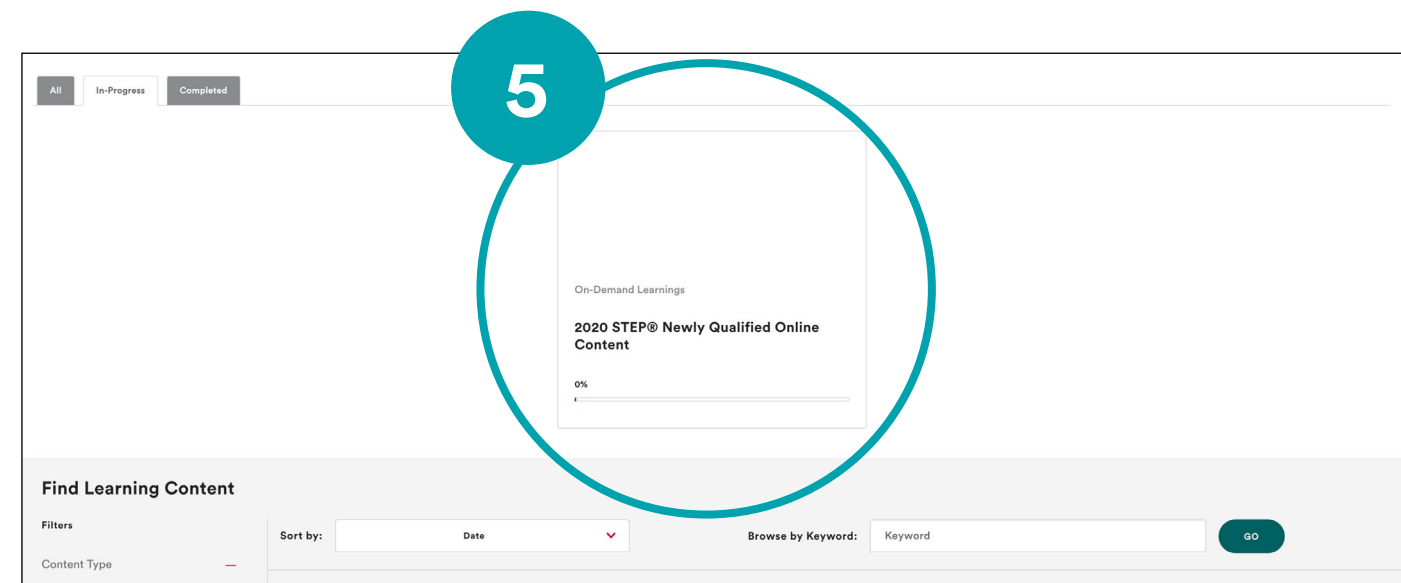 5
All In-Progress Completed
On-Demand Learnings
2020 STEP® Newly Qualified Online
Content
0%
Find Learning Content
Filters
Sort by: Date Browse by Keyword: Keyword GO
Content Type